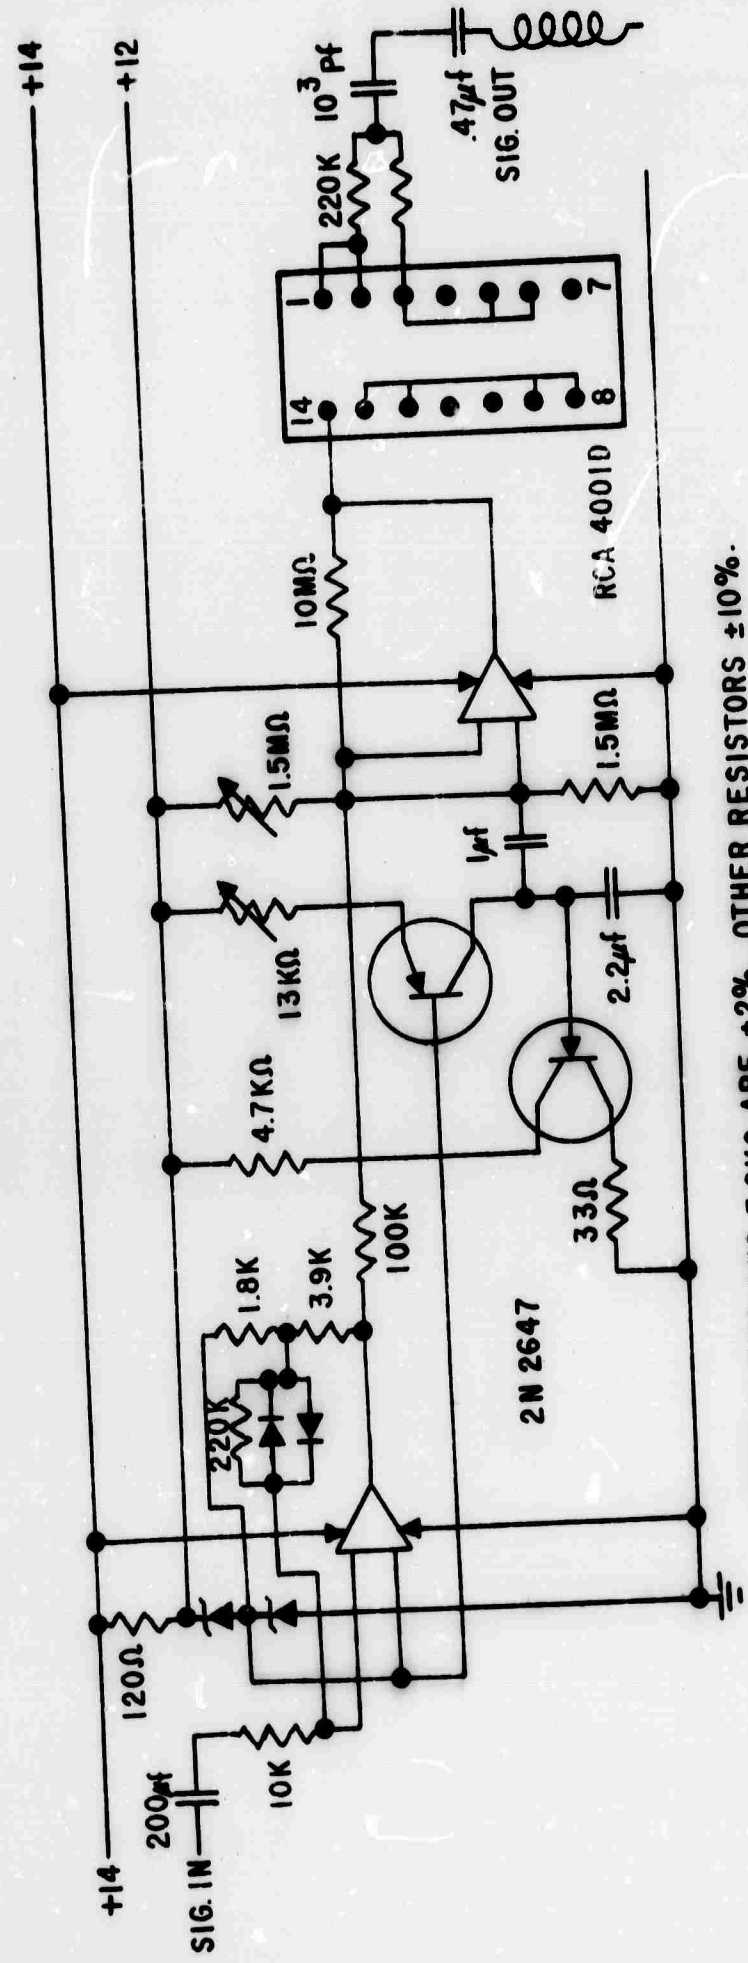 +14
+12
+14
120Ω
200µf
SIG. IN
10K
220K
1.8K
3.9K
100K
4.7KΩ
13KΩ
1.5MΩ
10MΩ
2N 2647
33Ω
2.2µf
1µf
1.5MΩ
RCA 4001D
14
1
8
7
220K
10³ Pf
.47µf
SIG. OUT
ARE ±2%. OTHER RESISTORS ±10%.